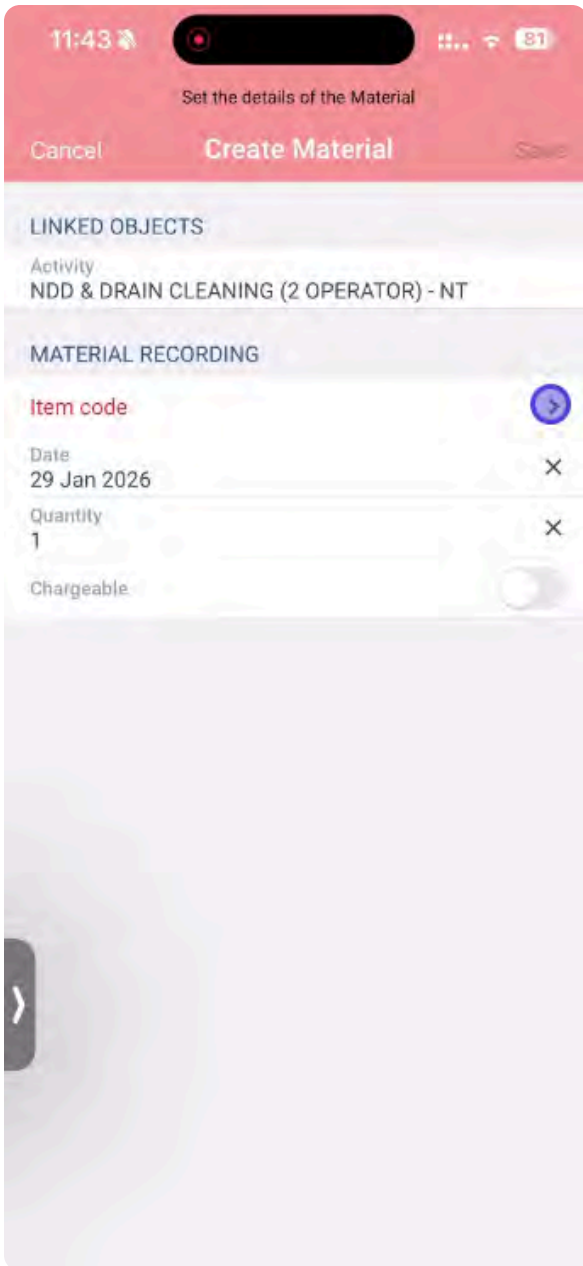 11:43
81
Set the details of the Material
Cancel
Create Material
Save
LINKED OBJECTS
Activity
NDD & DRAIN CLEANING (2 OPERATOR) - NT
MATERIAL RECORDING
Item code
Date
29 Jan 2026
Quantity
1
Chargeable